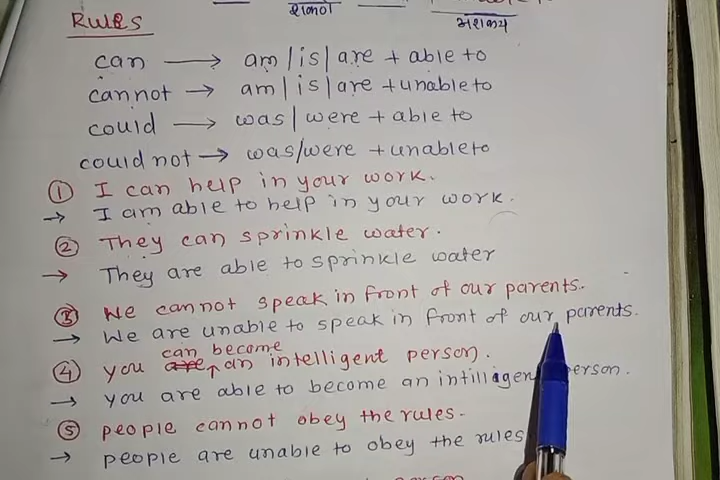 शकणे
अशक्य
Rules
can → am/is/are + able to
cannot → am/is/are + unable to
could → was/were + able to
could not → was/were + unable to
① I can help in your work.
→ I am able to help in your work.
② They can sprinkle water.
→ They are able to sprinkle water
③ We cannot speak in front of our parents.
→ We are unable to speak in front of our parents.
④ you can become an intelligent person.
→ you are able to become an intilligen person.
⑤ people cannot obey the rules.
→ people are unable to obey the rules